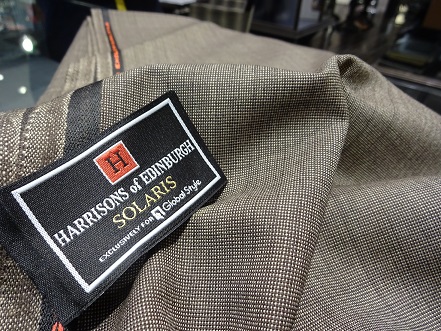 H
HARRISONS of EDINBURGH
SOLARIS
EXCLUSIVELY FOR Global Style